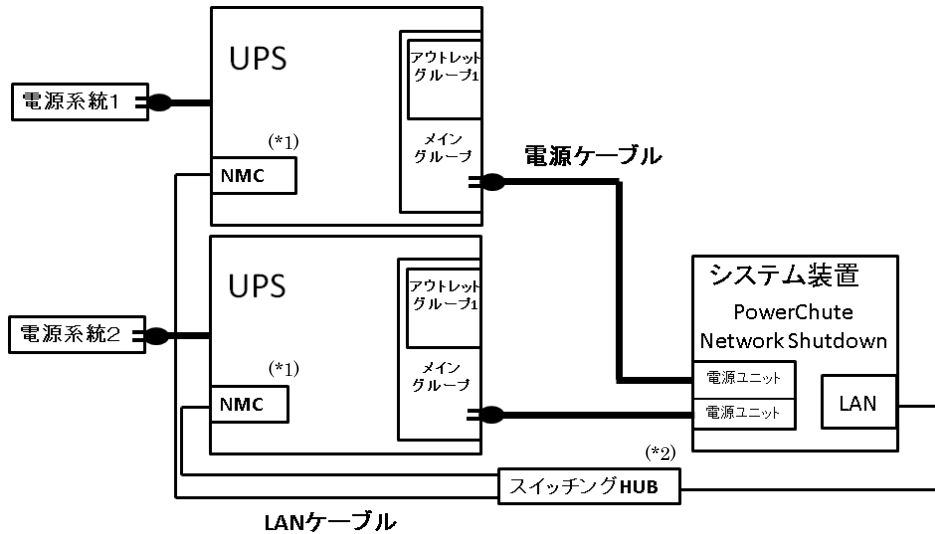 UPS
アウトレット
グループ1
電源系統1
(*1)
NMC
メイン
グループ
電源ケーブル
UPS
アウトレット
グループ1
電源系統2
(*1)
NMC
メイン
グループ
システム装置
PowerChute
Network Shutdown
電源ユニット
電源ユニット
LAN
(*2)
スイッチングHUB
LANケーブル